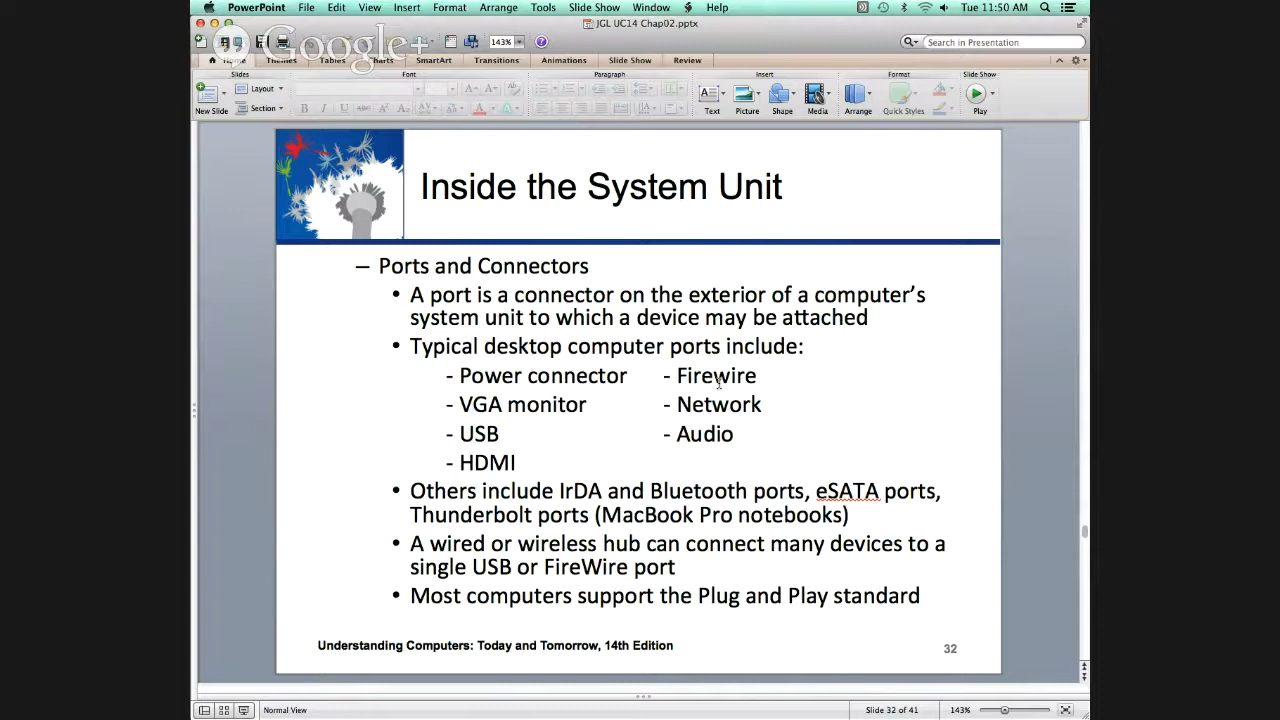 PowerPoint File Edit View Insert Format Arrange Tools Slide Show Window Help Tue 11:50 AM
JGL UC14 Chap02.pptx
Google+
143% Search in Presentation
Home Themes Tables Charts SmartArt Transitions Animations Slide Show Review
Slides Font Paragraph Insert Format Slide Show
New Slide Layout Section Text Picture Shape Media Arrange Quick Styles Play
Inside the System Unit
– Ports and Connectors
• A port is a connector on the exterior of a computer’s
system unit to which a device may be attached
• Typical desktop computer ports include:
- Power connector - Firewire
- VGA monitor - Network
- USB - Audio
- HDMI
• Others include IrDA and Bluetooth ports, eSATA ports,
Thunderbolt ports (MacBook Pro notebooks)
• A wired or wireless hub can connect many devices to a
single USB or FireWire port
• Most computers support the Plug and Play standard
Understanding Computers: Today and Tomorrow, 14th Edition 32
Normal View Slide 32 of 41 143%